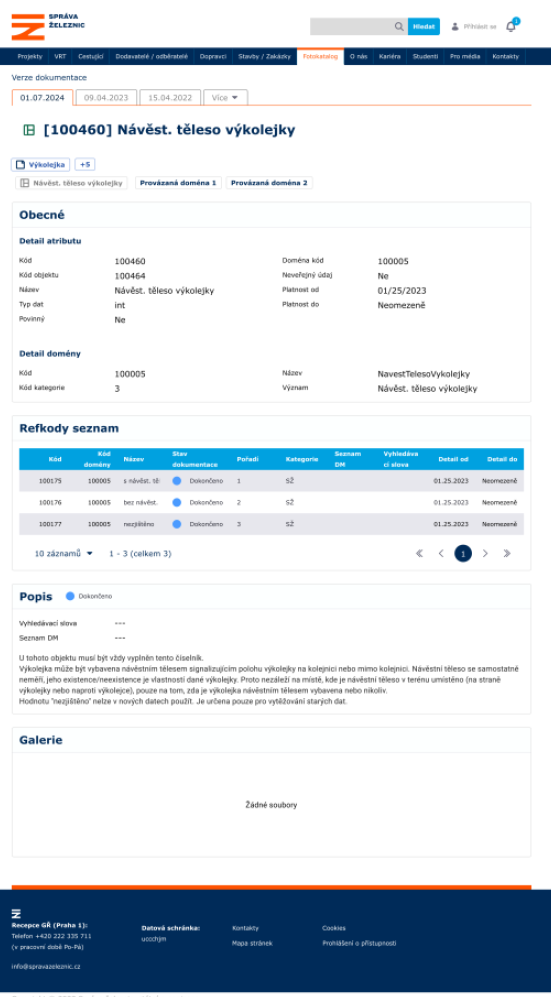 SPRÁVA
ŽELEZNIC
Hledat
Přihlásit se
Projekty VRT Cestující Dodavatelé / odběratelé Dopravci Stavby / Zakázky Fotokatalog O nás Kariéra Studenti Pro média Kontakty
Verze dokumentace
01.07.2024 09.04.2023 15.04.2022 Více
[100460] Návěst. těleso výkolejky
Výkolejka +5
Návěst. těleso výkolejky Provázaná doména 1 Provázaná doména 2
Obecné
Detail atributu
Kód 100460 Doména kód 100005
Kód objektu 100464 Neveřejný údaj Ne
Název Návěst. těleso výkolejky Platnost od 01/25/2023
Typ dat int Platnost do Neomezeně
Povinný Ne
Detail domény
Kód 100005 Název NavestTelesoVykolejky
Kód kategorie 3 Význam Návěst. těleso výkolejky
Refkody seznam
Kód Kód domény Název Stav dokumentace Pořadí Kategorie Seznam DM Vyhledáva cí slova Detail od Detail do
100175 100005 s návěst. tě Dokončeno 1 SŽ 01.25.2023 Neomezeně
100176 100005 bez návěst. Dokončeno 2 SŽ 01.25.2023 Neomezeně
100177 100005 nezjištěno Dokončeno 3 SŽ 01.25.2023 Neomezeně
10 záznamů 1 - 3 (celkem 3) 1
Popis Dokončeno
Vyhledávací slova ---
Seznam DM ---
U tohoto objektu musí být vždy vyplněn tento číselník.
Výkolejka může být vybavena návěstním tělesem signalizujícím polohu výkolejky na kolejnici nebo mimo kolejnici. Návěstní těleso se samostatně
neměří, jeho existence/neexistence je vlastností dané výkolejky. Proto nezáleží na místě, kde je návěstní těleso v terénu umístěno (na straně
výkolejky nebo naproti výkolejce), pouze na tom, zda je výkolejka návěstním tělesem vybavena nebo nikoliv.
Hodnotu "nezjištěno" nelze v nových datech použít. Je určena pouze pro vytěžování starých dat.
Galerie
Žádné soubory
Recepce GŘ (Praha 1):
Telefon +420 222 335 711
(v pracovní době Po-Pá)
info@spravazeleznic.cz
Datová schránka:
uccchjm
Kontakty
Mapa stránek
Cookies
Prohlášení o přístupnosti